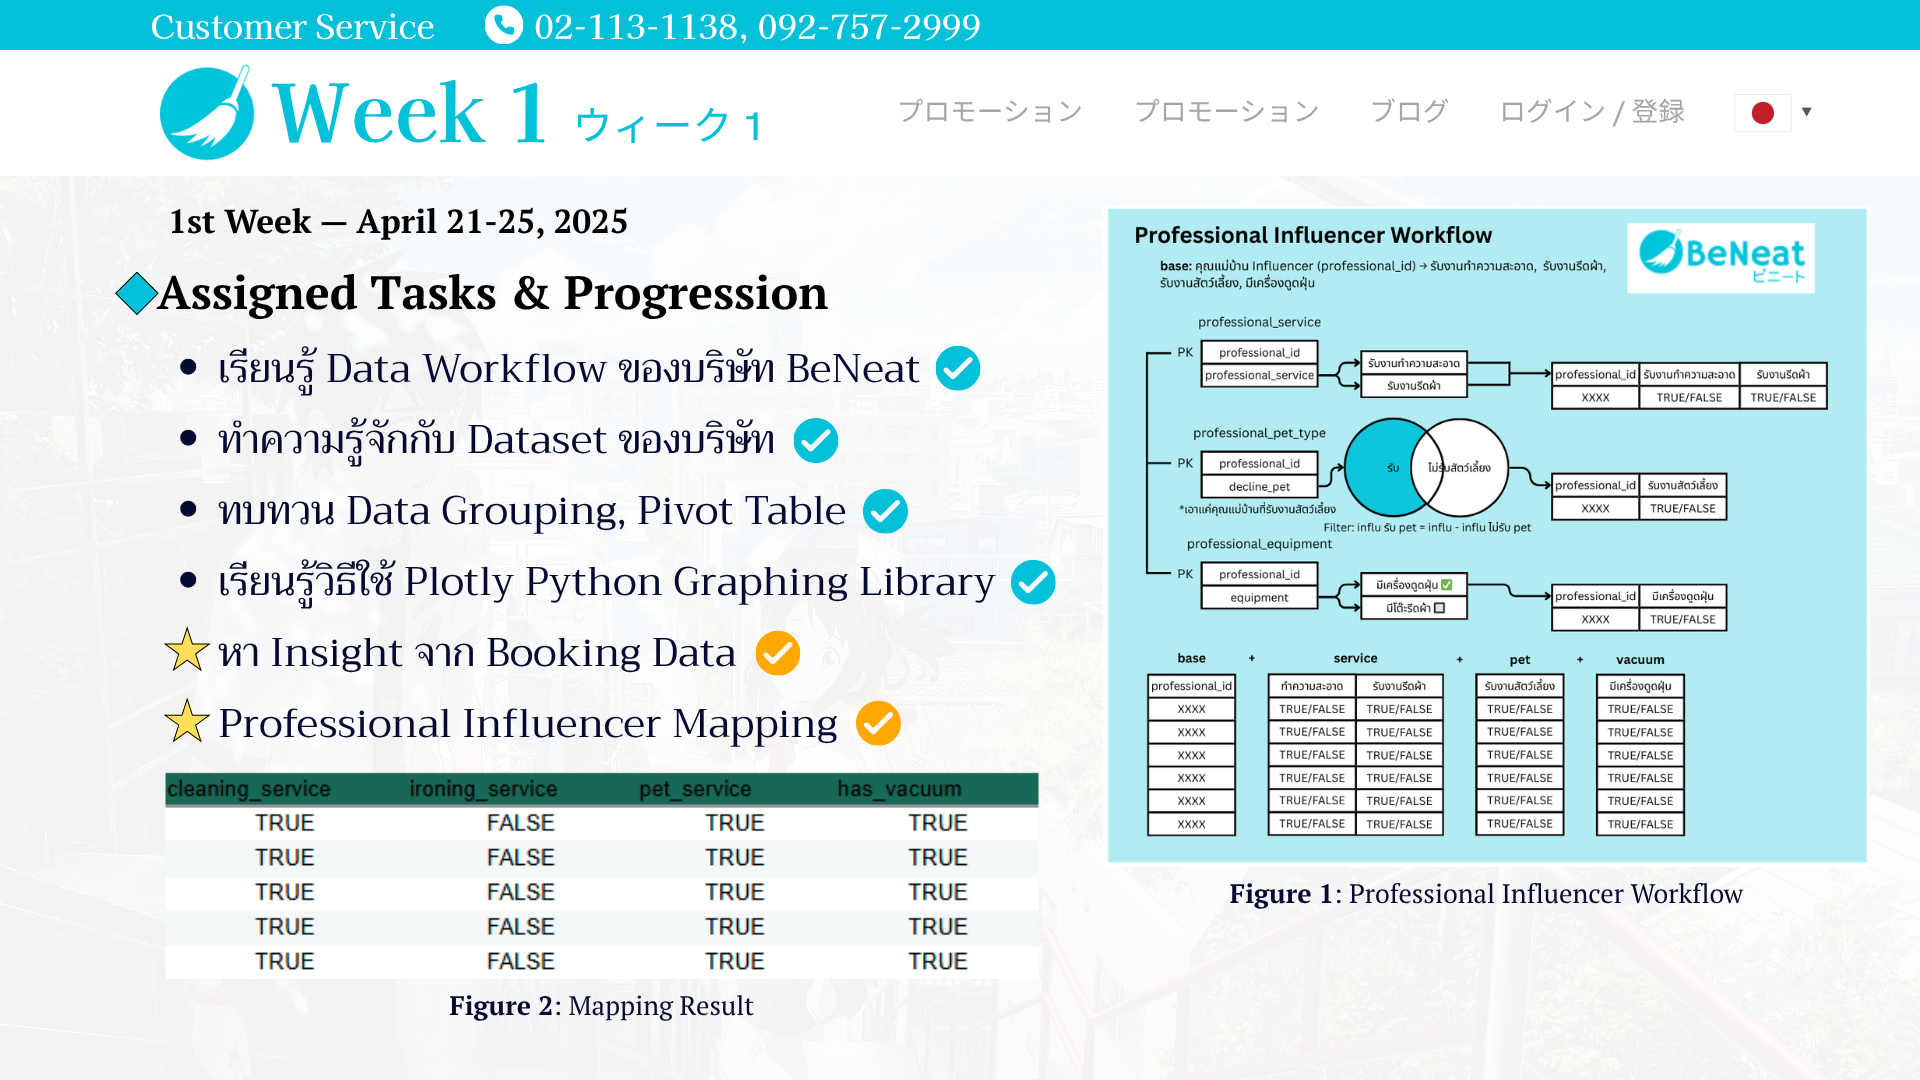 Customer Service 02-113-1138, 092-757-2999
Week 1 ウィーク 1
プロモーション プロモーション ブログ ログイン / 登録
1st Week — April 21-25, 2025
Assigned Tasks & Progression
เรียนรู้ Data Workflow ของบริษัท BeNeat
ทำความรู้จักกับ Dataset ของบริษัท
ทบทวน Data Grouping, Pivot Table
เรียนรู้วิธีใช้ Plotly Python Graphing Library
หา Insight จาก Booking Data
Professional Influencer Mapping
cleaning_service ironing_service pet_service has_vacuum
TRUE FALSE TRUE TRUE
TRUE FALSE TRUE TRUE
TRUE FALSE TRUE TRUE
TRUE FALSE TRUE TRUE
TRUE FALSE TRUE TRUE
Figure 2: Mapping Result
Professional Influencer Workflow
BeNeat
ビニート
base: คุณแม่บ้าน Influencer (professional_id) → รับงานทำความสะอาด, รับงานรีดผ้า,
รับงานสัตว์เลี้ยง, มีเครื่องดูดฝุ่น
professional_service
PK professional_id
professional_service
รับงานทำความสะอาด
รับงานรีดผ้า
professional_id รับงานทำความสะอาด รับงานรีดผ้า
XXXX TRUE/FALSE TRUE/FALSE
professional_pet_type
PK professional_id
decline_pet
*เอาแค่คุณแม่บ้านที่รับงานสัตว์เลี้ยง
รับ ไม่รับสัตว์เลี้ยง
Filter: influ รับ pet = influ - influ ไม่รับ pet
professional_id รับงานสัตว์เลี้ยง
XXXX TRUE/FALSE
professional_equipment
PK professional_id
equipment
มีเครื่องดูดฝุ่น ✅
มีโต๊ะรีดผ้า
professional_id มีเครื่องดูดฝุ่น
XXXX TRUE/FALSE
base + service + pet + vacuum
professional_id ทำความสะอาด รับงานรีดผ้า รับงานสัตว์เลี้ยง มีเครื่องดูดฝุ่น
XXXX TRUE/FALSE TRUE/FALSE TRUE/FALSE TRUE/FALSE
XXXX TRUE/FALSE TRUE/FALSE TRUE/FALSE TRUE/FALSE
XXXX TRUE/FALSE TRUE/FALSE TRUE/FALSE TRUE/FALSE
XXXX TRUE/FALSE TRUE/FALSE TRUE/FALSE TRUE/FALSE
XXXX TRUE/FALSE TRUE/FALSE TRUE/FALSE TRUE/FALSE
XXXX TRUE/FALSE TRUE/FALSE TRUE/FALSE TRUE/FALSE
Figure 1: Professional Influencer Workflow